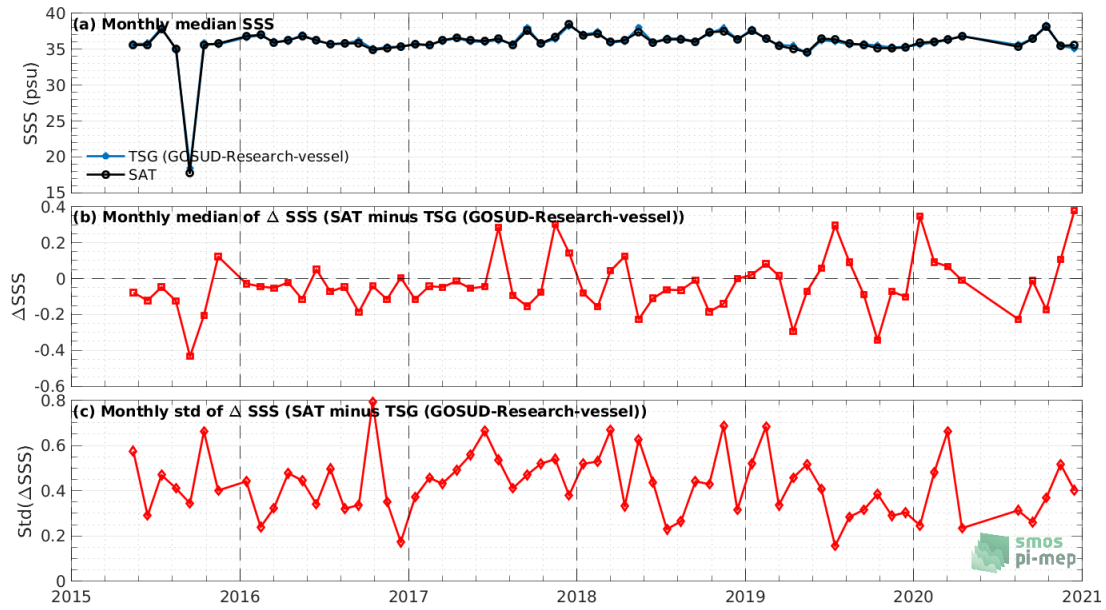 (a) Monthly median SSS
40
35
30
25
20
15
SSS (psu)
TSG (GOSUD-Research-vessel)
SAT
(b) Monthly median of Δ SSS (SAT minus TSG (GOSUD-Research-vessel))
0.4
0.2
0
-0.2
-0.4
-0.6
ΔSSS
(c) Monthly std of Δ SSS (SAT minus TSG (GOSUD-Research-vessel))
0.8
0.6
0.4
0.2
0
Std(ΔSSS)
smos
pi-mep
2015 2016 2017 2018 2019 2020 2021